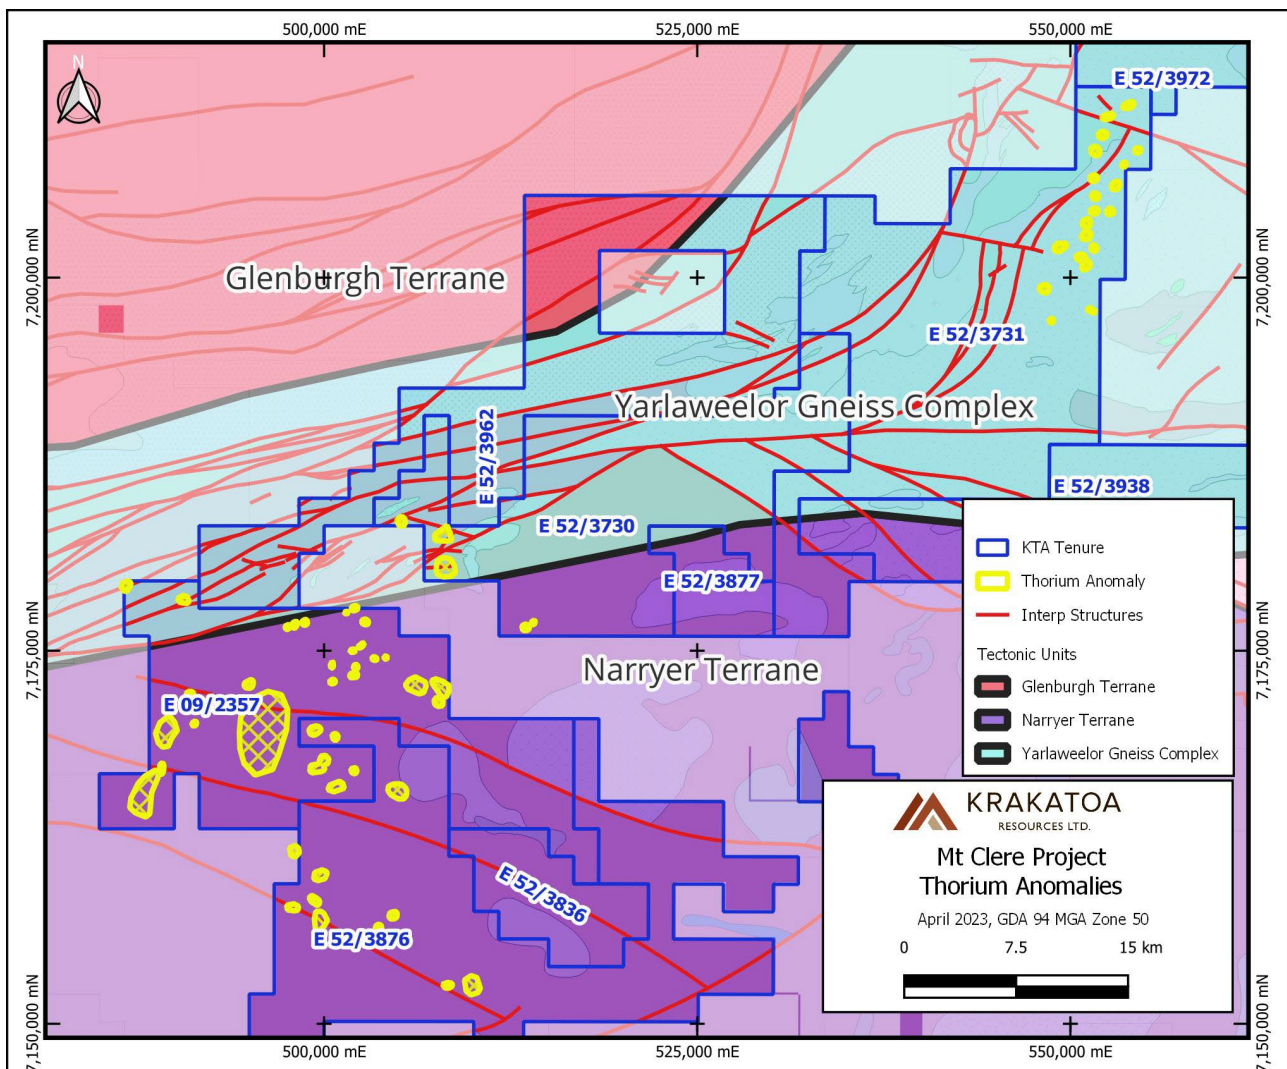 500,000 mE
525,000 mE
550,000 mE
N
E 52/3972
7,200,000 mN
Glenburgh Terrane
7,200,000 mN
E 52/3731
Yarlaweelor Gneiss Complex
E 52/3962
E 52/3938
E 52/3730
E 52/3877
KTA Tenure
Thorium Anomaly
Interp Structures
Tectonic Units
Glenburgh Terrane
Narryer Terrane
Yarlaweelor Gneiss Complex
7,175,000 mN
Narryer Terrane
7,175,000 mN
E 09/2357
KRAKATOA
RESOURCES LTD.
Mt Clere Project
Thorium Anomalies
April 2023, GDA 94 MGA Zone 50
0 7.5 15 km
E 52/3836
E 52/3876
7,150,000 mN
7,150,000 mN
500,000 mE
525,000 mE
550,000 mE